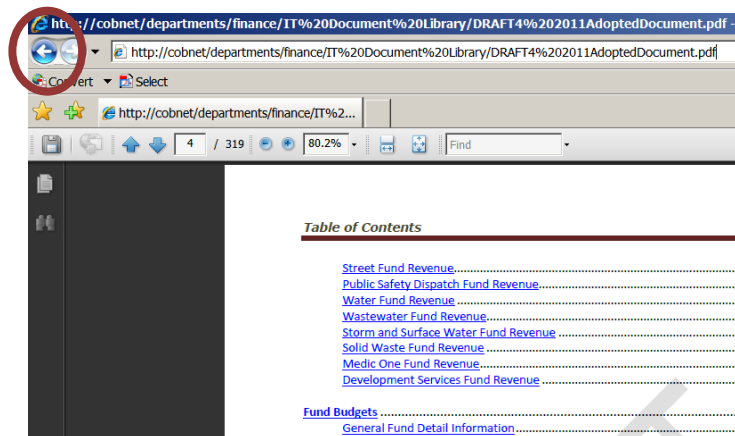 http://cobnet/departments/finance/IT%20Document%20Library/DRAFT4%202011AdoptedDocument.pdf -
http://cobnet/departments/finance/IT%20Document%20Library/DRAFT4%202011AdoptedDocument.pdf
Convert Select
http://cobnet/departments/finance/IT%2...
4 / 319 80.2% Find
Table of Contents
Street Fund Revenue
Public Safety Dispatch Fund Revenue
Water Fund Revenue
Wastewater Fund Revenue
Storm and Surface Water Fund Revenue
Solid Waste Fund Revenue
Medic One Fund Revenue
Development Services Fund Revenue
Fund Budgets
General Fund Detail Information